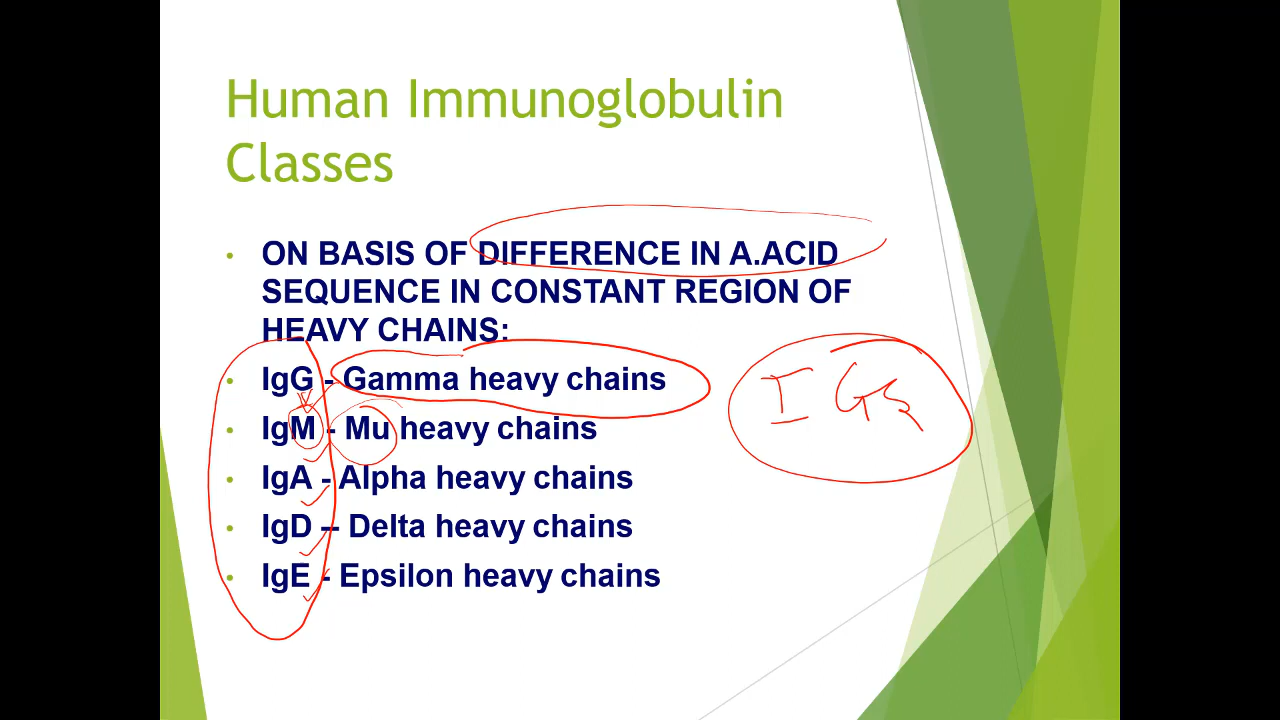 Human Immunoglobulin
Classes
• ON BASIS OF DIFFERENCE IN A.ACID
SEQUENCE IN CONSTANT REGION OF
HEAVY CHAINS:
• IgG - Gamma heavy chains
• IgM - Mu heavy chains
• IgA - Alpha heavy chains
• IgD – Delta heavy chains
• IgE - Epsilon heavy chains
IGs